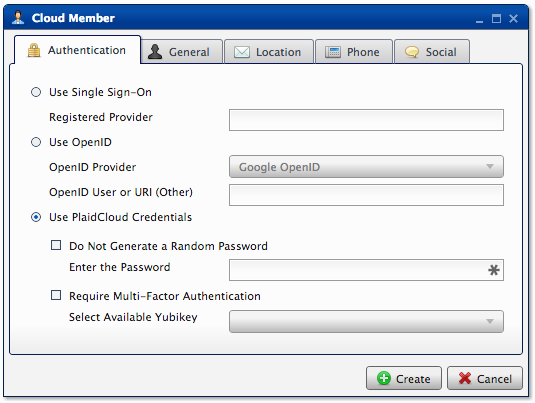 Cloud Member
Authentication General Location Phone Social
Use Single Sign-On
Registered Provider
Use OpenID
OpenID Provider Google OpenID
OpenID User or URI (Other)
Use PlaidCloud Credentials
Do Not Generate a Random Password
Enter the Password
Require Multi-Factor Authentication
Select Available Yubikey
Create Cancel